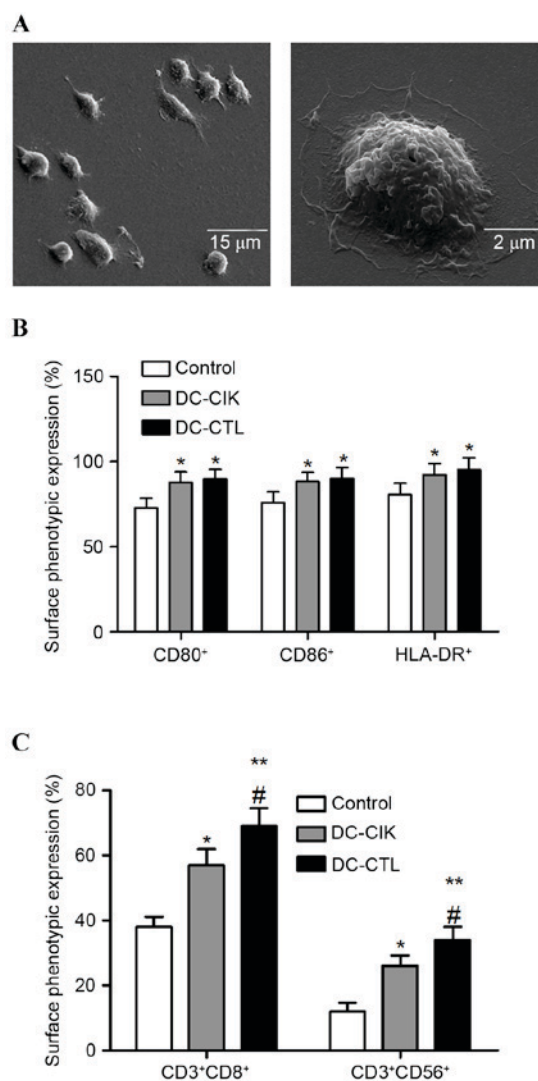 A
15 μm
2 μm
B
Surface phenotypic expression (%)
150
100
50
0
Control
DC-CIK
DC-CTL
* * * * * *
CD80⁺ CD86⁺ HLA-DR⁺
C
Surface phenotypic expression (%)
80
60
40
20
0
Control
DC-CIK
DC-CTL
* ** # * ** #
CD3⁺CD8⁺ CD3⁺CD56⁺